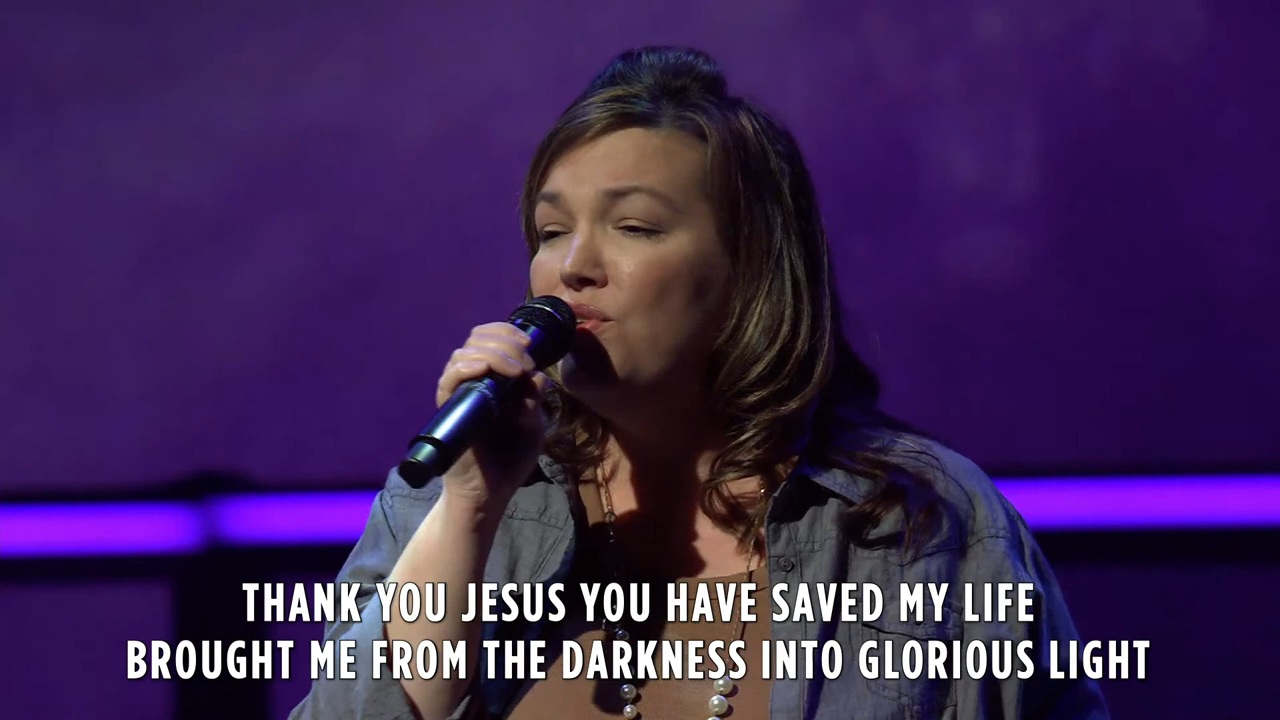 THANK YOU JESUS YOU HAVE SAVED MY LIFE
BROUGHT ME FROM THE DARKNESS INTO GLORIOUS LIGHT